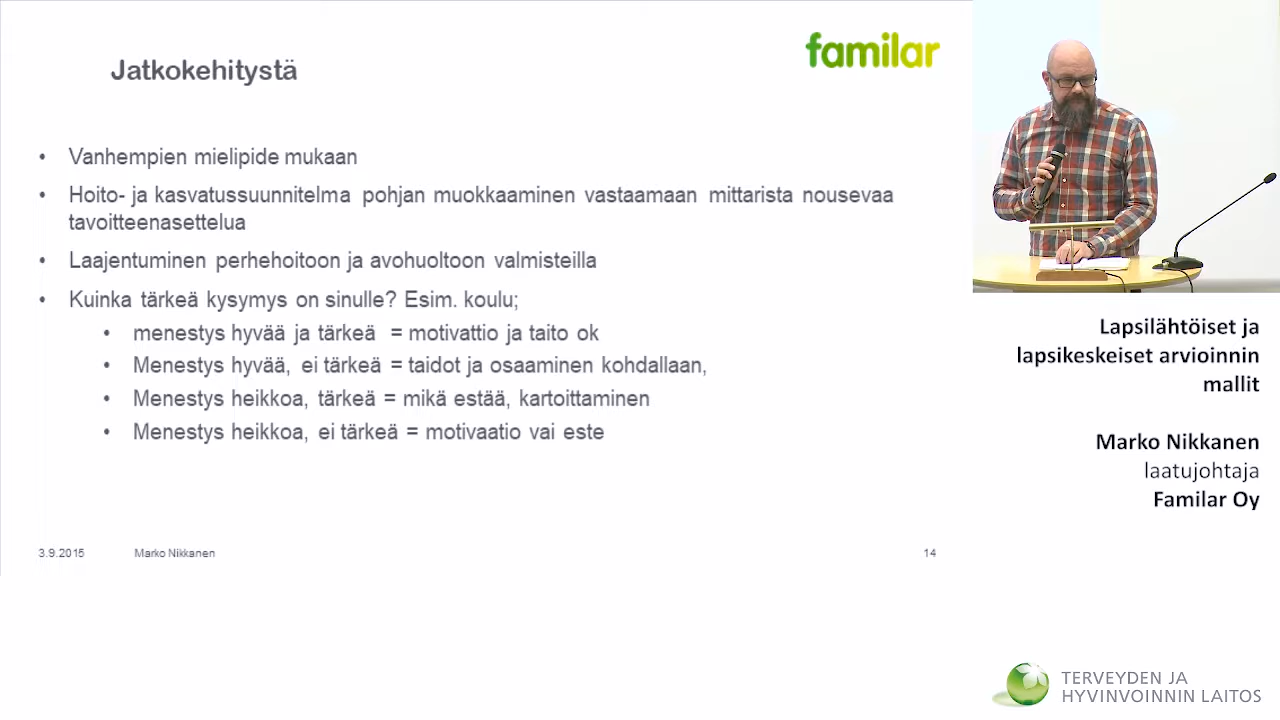 familar
Jatkokehitystä
• Vanhempien mielipide mukaan
• Hoito- ja kasvatussuunnitelma pohjan muokkaaminen vastaamaan mittarista nousevaa
tavoitteenasettelua
• Laajentuminen perhehoitoon ja avohuoltoon valmisteilla
• Kuinka tärkeä kysymys on sinulle? Esim. koulu;
• menestys hyvää ja tärkeä = motivattio ja taito ok
• Menestys hyvää, ei tärkeä = taidot ja osaaminen kohdallaan,
• Menestys heikkoa, tärkeä = mikä estää, kartoittaminen
• Menestys heikkoa, ei tärkeä = motivaatio vai este
3.9.2015 Marko Nikkanen 14
Lapsilähtöiset ja
lapsikeskeiset arvioinnin
mallit
Marko Nikkanen
laatujohtaja
Familar Oy
TERVEYDEN JA
HYVINVOINNIN LAITOS